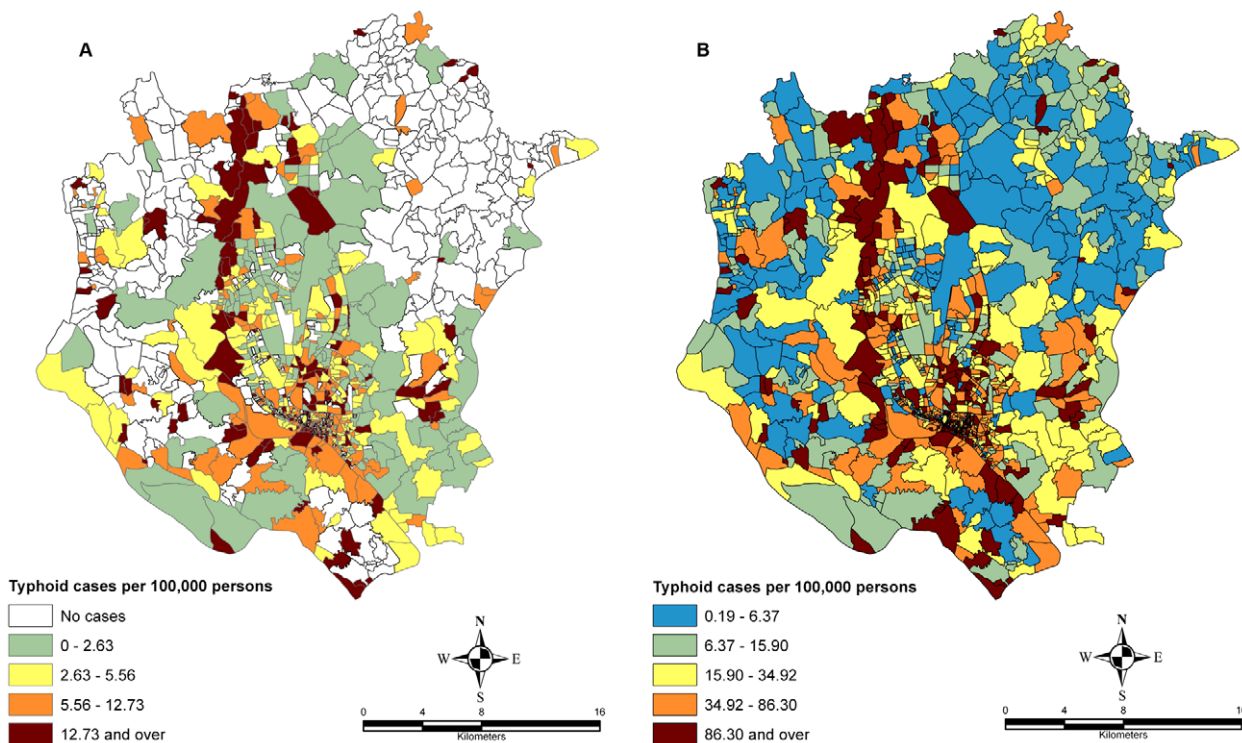 A
Typhoid cases per 100,000 persons
No cases
0 - 2.63
2.63 - 5.56
5.56 - 12.73
12.73 and over
N
W
E
S
0 4 8 16
Kilometers
B
Typhoid cases per 100,000 persons
0.19 - 6.37
6.37 - 15.90
15.90 - 34.92
34.92 - 86.30
86.30 and over
N
W
E
S
0 4 8
Kilometers